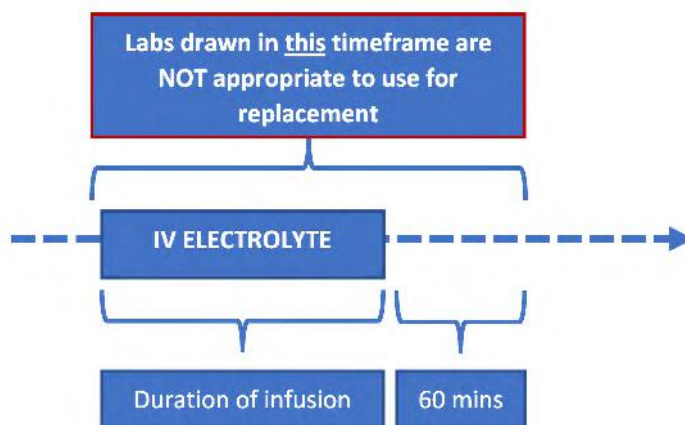 Labs drawn in this timeframe are
NOT appropriate to use for
replacement
IV ELECTROLYTE
Duration of infusion
60 mins